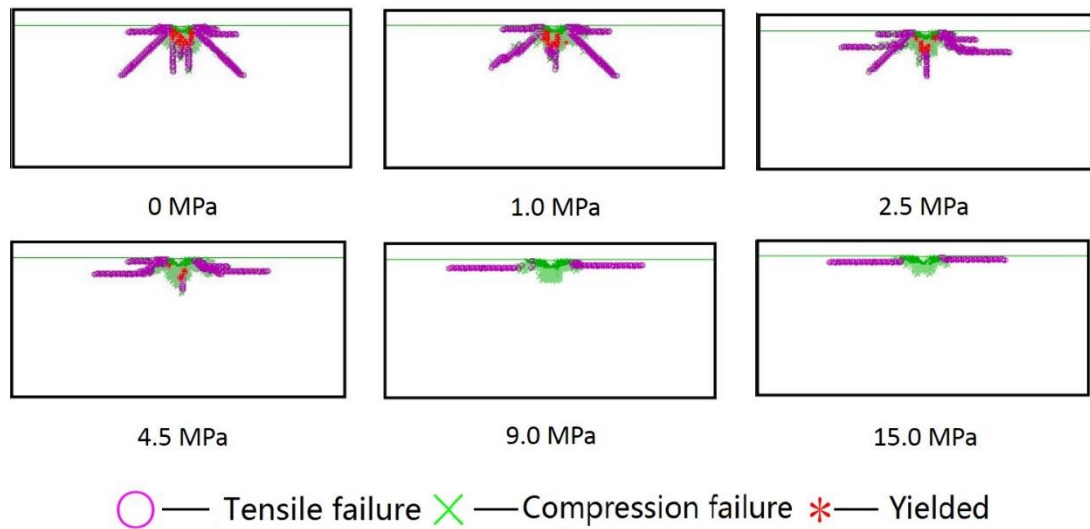 0 MPa
1.0 MPa
2.5 MPa
4.5 MPa
9.0 MPa
15.0 MPa
Tensile failure
Compression failure
Yielded